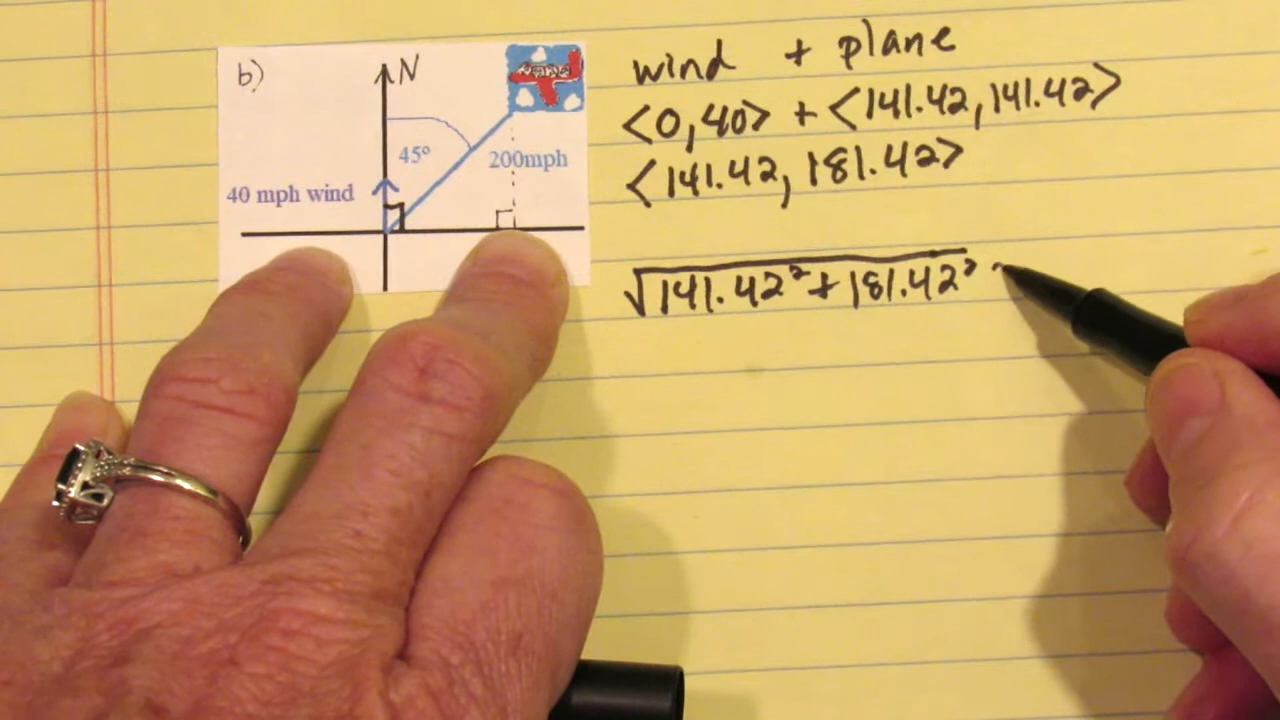 b)
N
45°
200mph
40 mph wind
wind + plane
<0,40> + <141.42,141.42>
<141.42, 181.42>
√141.42² + 181.42²